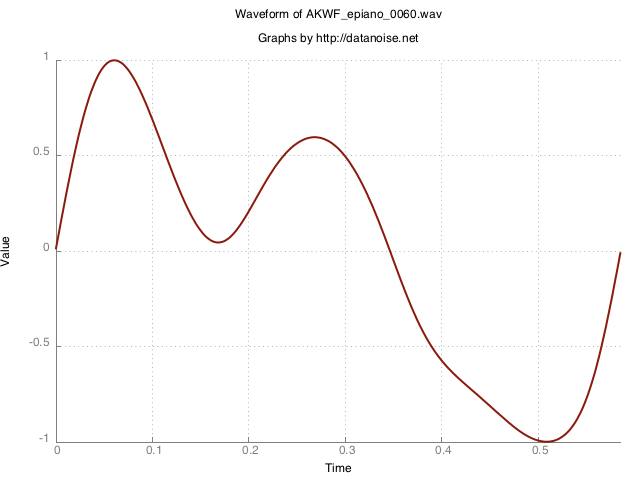 Waveform of AKWF_epiano_0060.wav
Graphs by http://datanoise.net
1
0.5
0
-0.5
-1
Value
0 0.1 0.2 0.3 0.4 0.5
Time